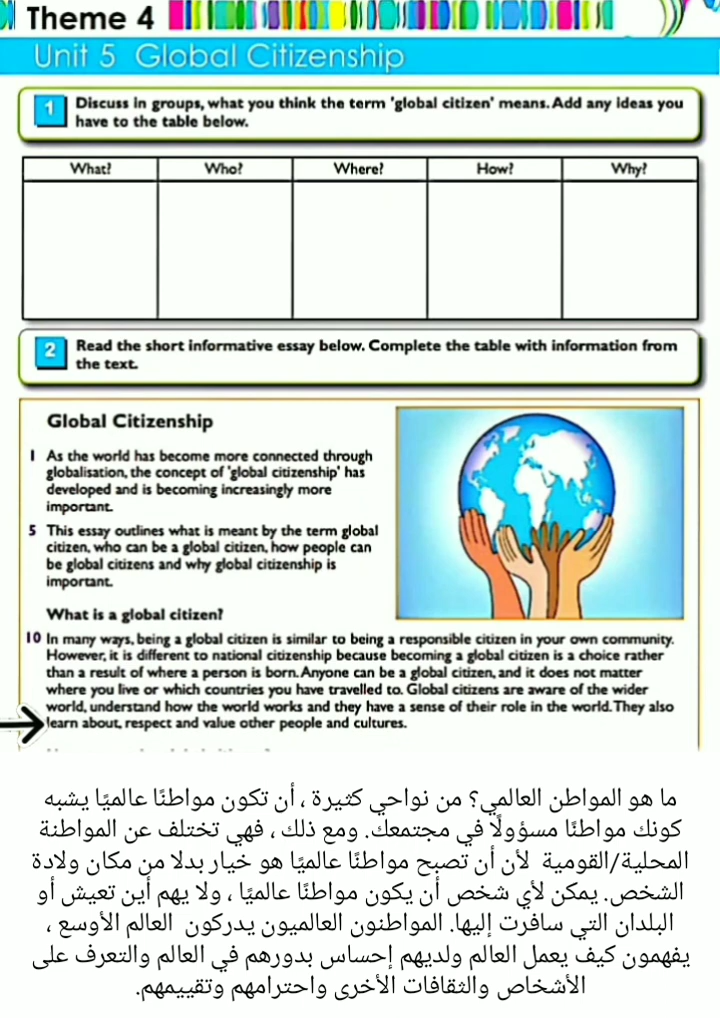 Theme 4
Unit 5 Global Citizenship
1 Discuss in groups, what you think the term 'global citizen' means. Add any ideas you
have to the table below.
What? Who? Where? How? Why?
2 Read the short informative essay below. Complete the table with information from
the text.
Global Citizenship
1 As the world has become more connected through
globalisation, the concept of 'global citizenship' has
developed and is becoming increasingly more
important.
5 This essay outlines what is meant by the term global
citizen, who can be a global citizen, how people can
be global citizens and why global citizenship is
important.
What is a global citizen?
10 In many ways, being a global citizen is similar to being a responsible citizen in your own community.
However, it is different to national citizenship because becoming a global citizen is a choice rather
than a result of where a person is born. Anyone can be a global citizen, and it does not matter
where you live or which countries you have travelled to. Global citizens are aware of the wider
world, understand how the world works and they have a sense of their role in the world. They also
learn about, respect and value other people and cultures.
ما هو المواطن العالمي؟ من نواحي كثيرة ، أن تكون مواطنًا عالميًا يشبه
كونك مواطنًا مسؤولًا في مجتمعك. ومع ذلك ، فهي تختلف عن المواطنة
المحلية/القومية لأن أن تصبح مواطنًا عالميًا هو خيار بدلا من مكان ولادة
الشخص. يمكن لأي شخص أن يكون مواطنًا عالميًا ، ولا يهم أين تعيش أو
البلدان التي سافرت إليها. المواطنون العالميون يدركون العالم الأوسع ،
يفهمون كيف يعمل العالم ولديهم إحساس بدورهم في العالم والتعرف على
الأشخاص والثقافات الأخرى واحترامهم وتقييمهم.